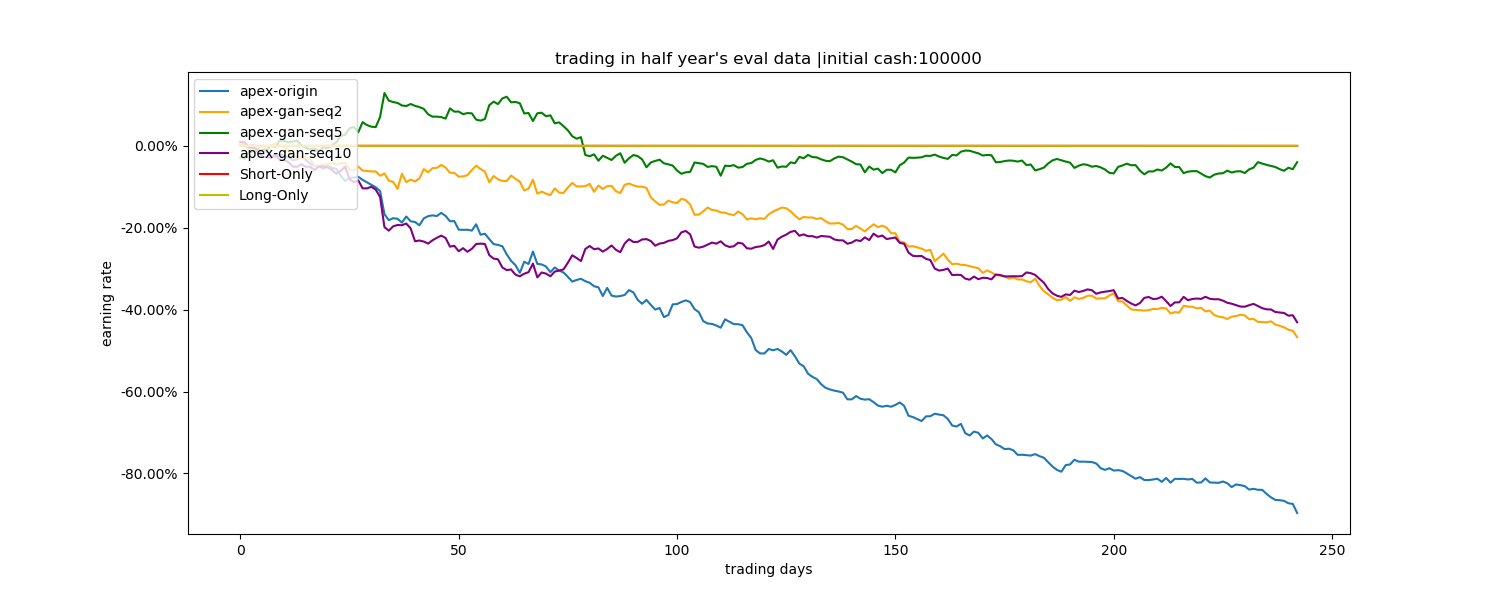 trading in half year's eval data |initial cash:100000
apex-origin
apex-gan-seq2
apex-gan-seq5
apex-gan-seq10
Short-Only
Long-Only
earning rate
0.00%
-20.00%
-40.00%
-60.00%
-80.00%
0 50 100 150 200 250
trading days